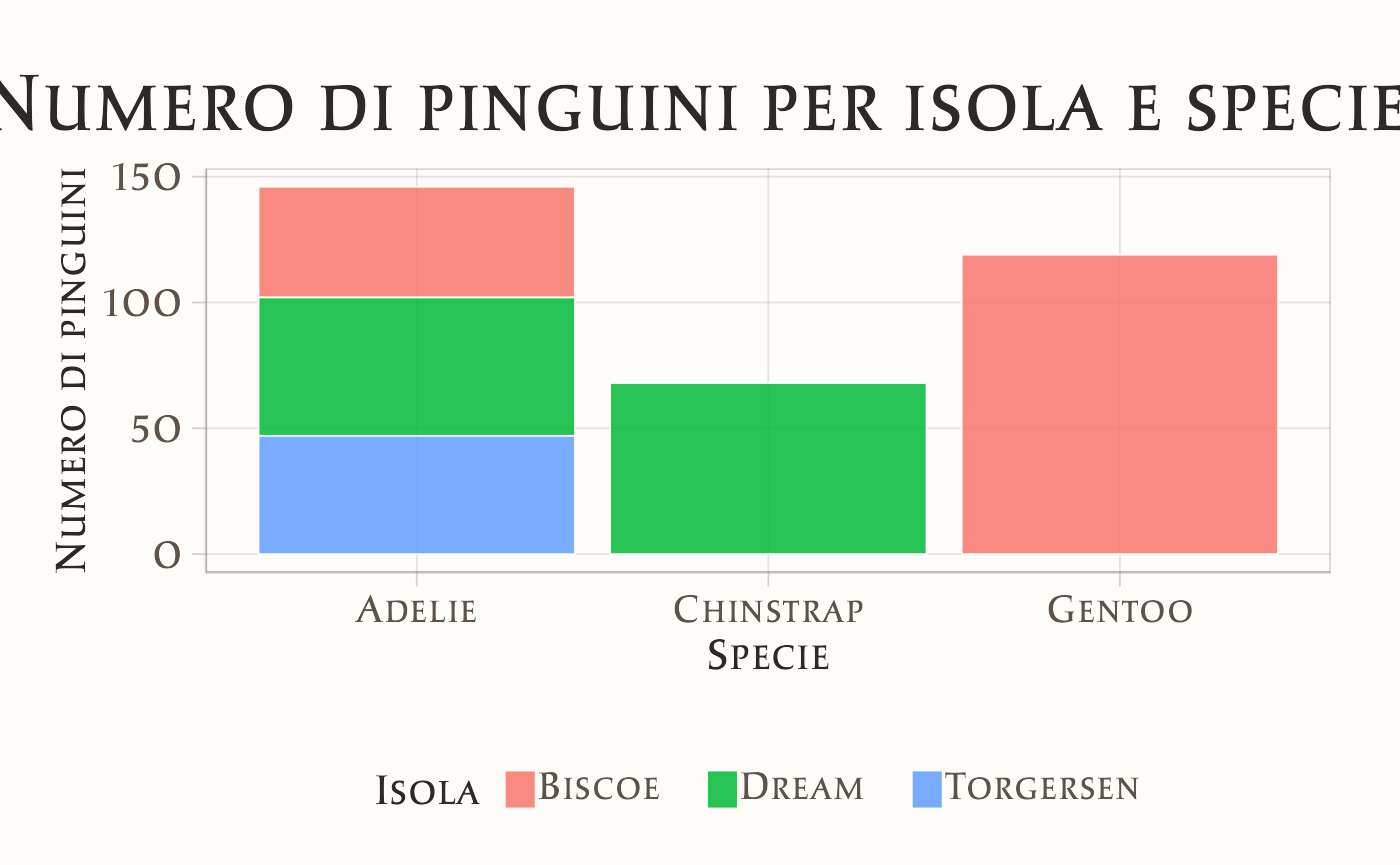 Numero di pinguini per isola e specie
Numero di pinguini
150
100
50
0
Adelie Chinstrap Gentoo
Specie
Isola Biscoe Dream Torgersen